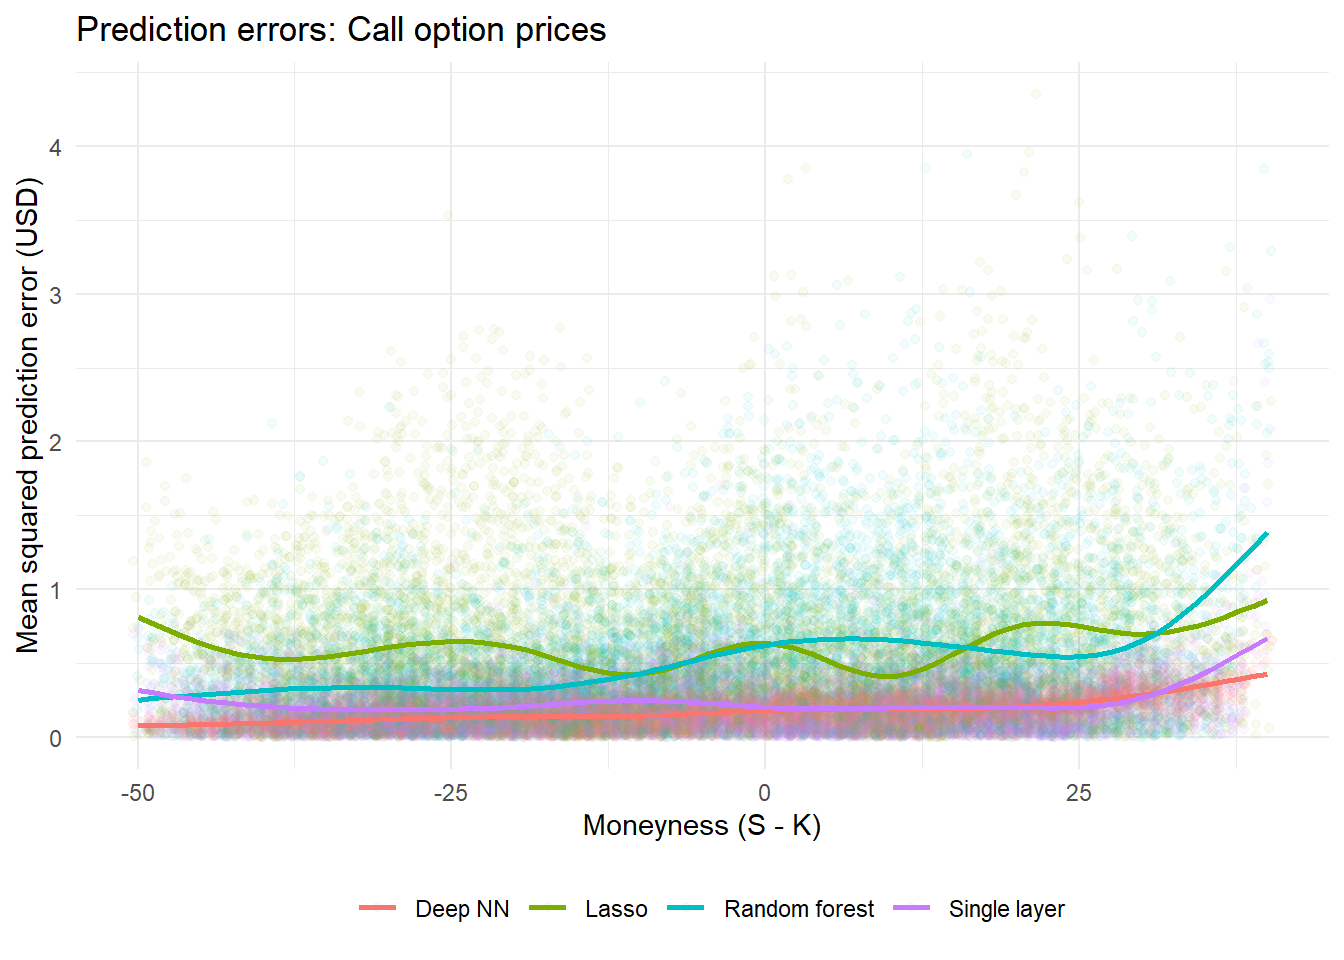 Prediction errors: Call option prices
Mean squared prediction error (USD)
4
3
2
1
0
-50 -25 0 25
Moneyness (S - K)
Deep NN Lasso Random forest Single layer